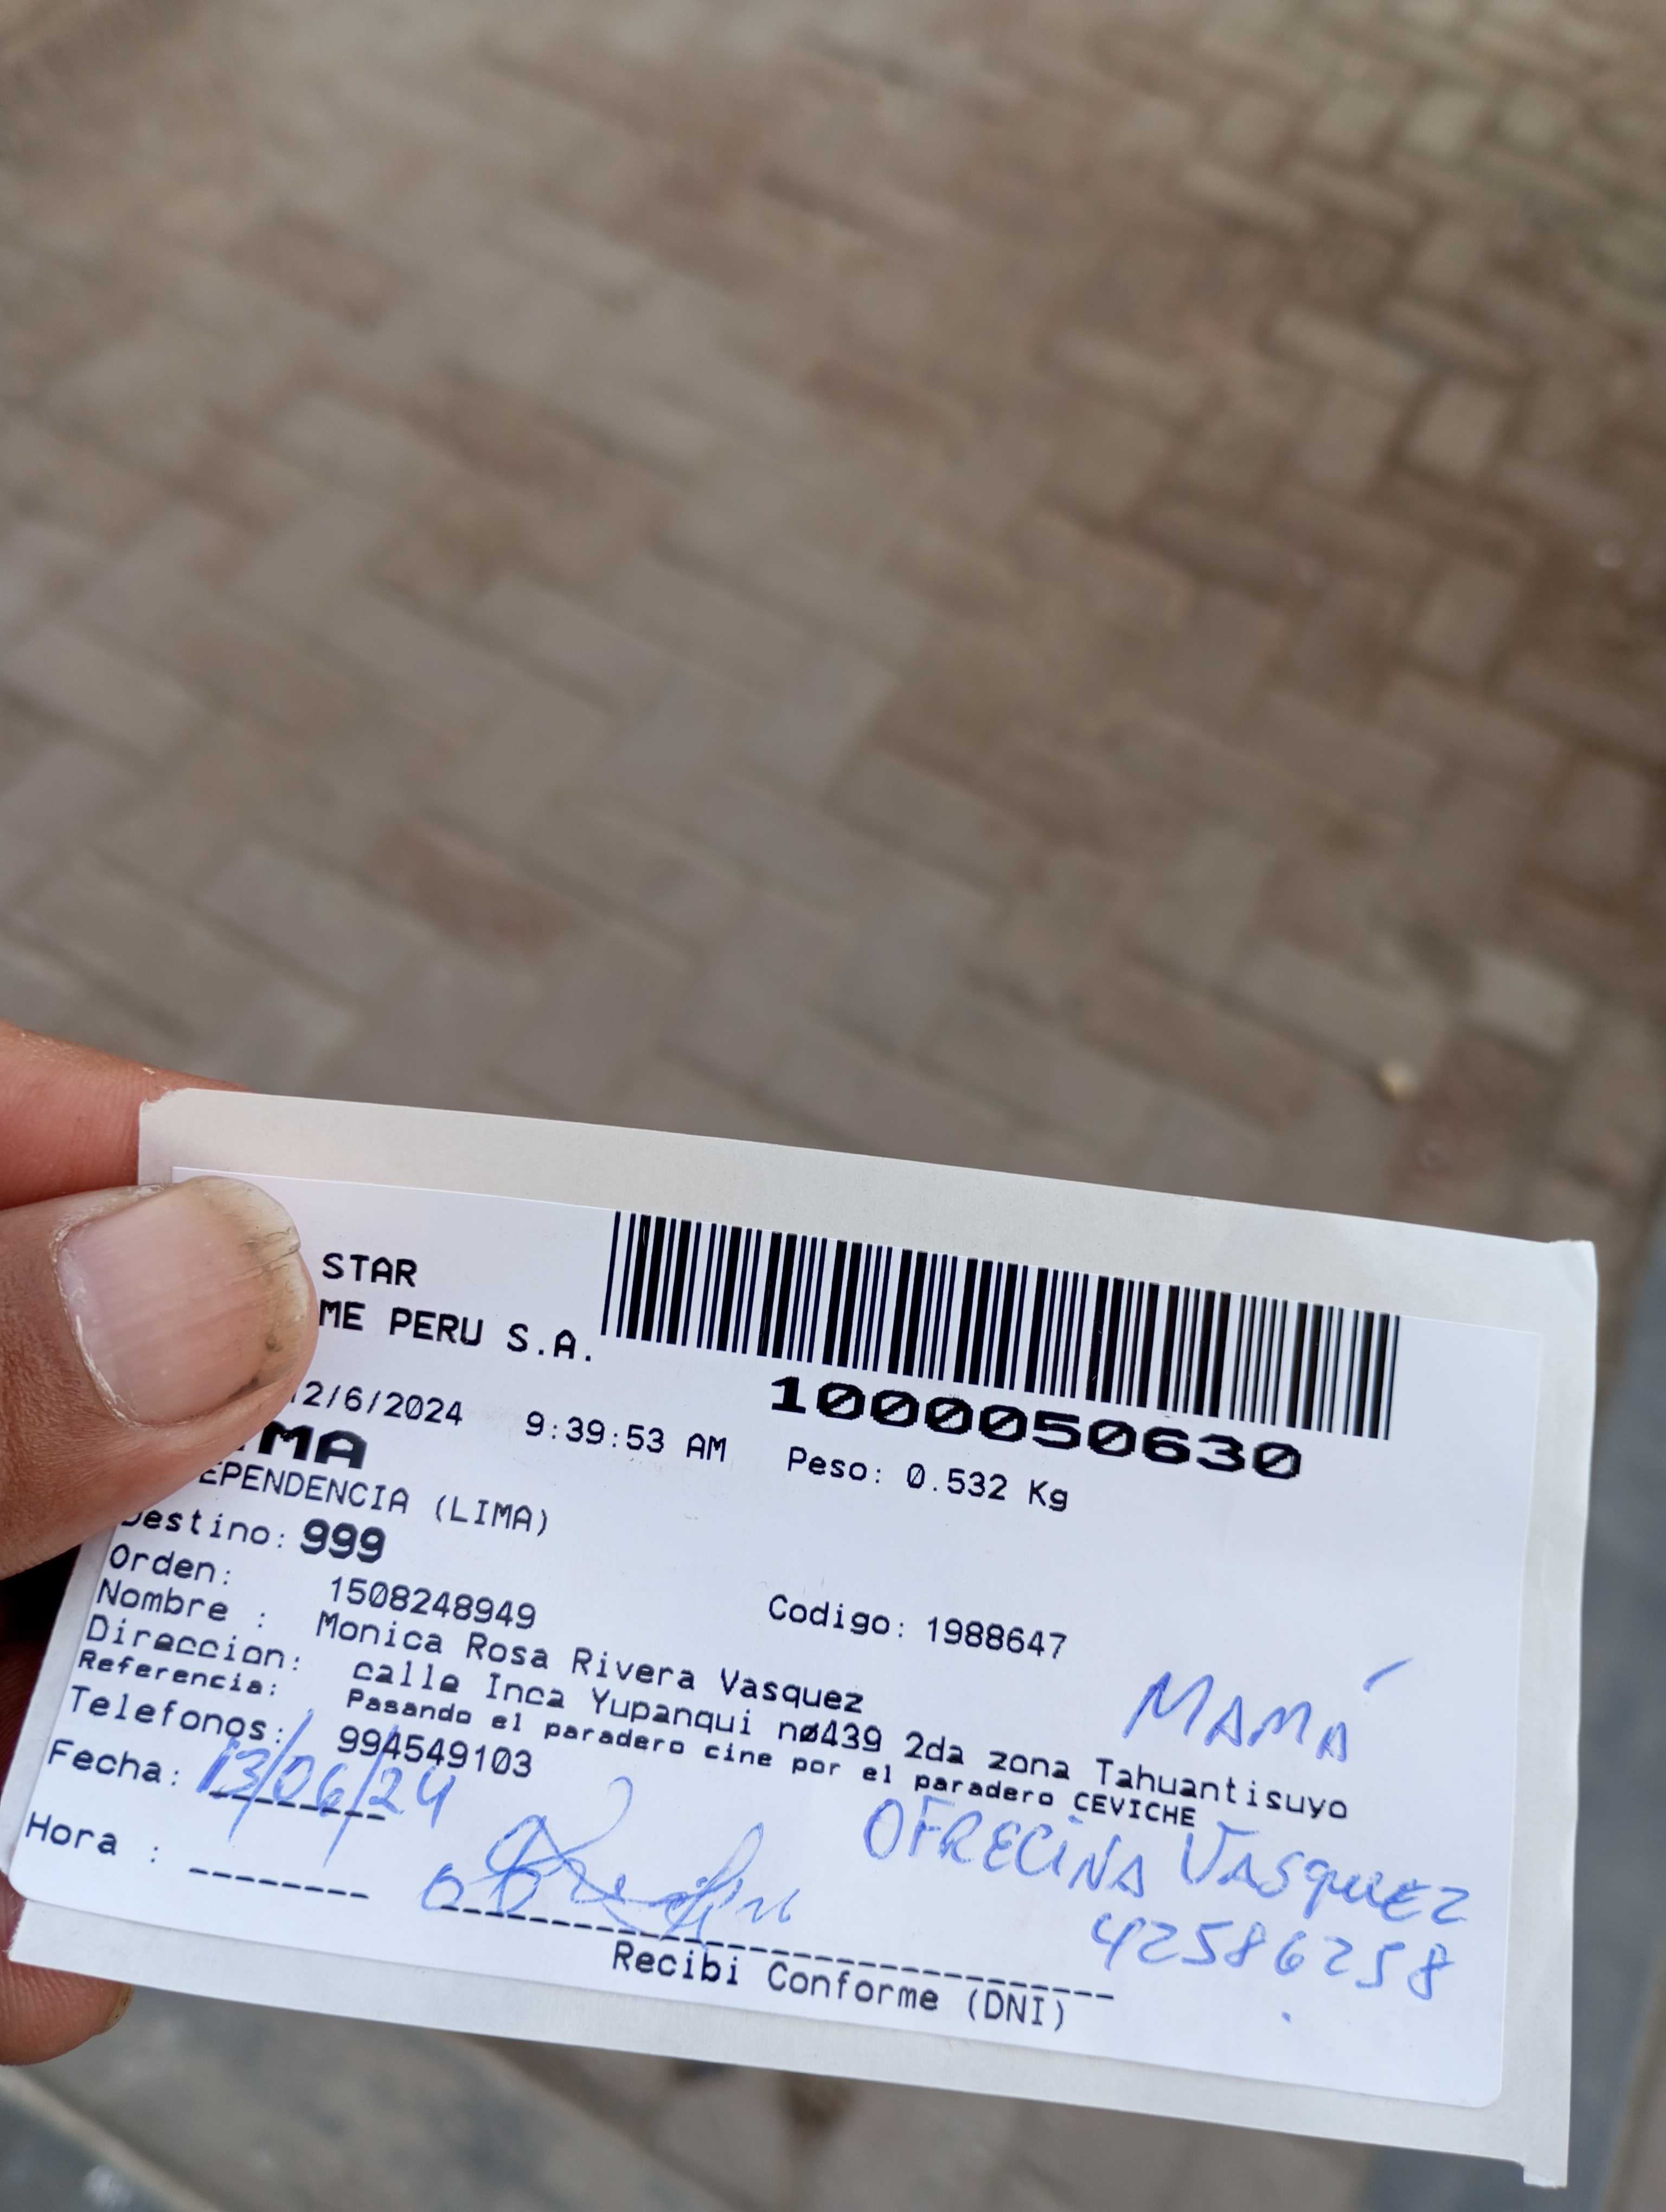 STAR
ME PERU S.A.
12/6/2024 9:39:53 AM
1000050630
Peso: 0.532 Kg
MA
EPENDENCIA (LIMA)
Destino: 999
Orden: 1508248949 Codigo: 1988647
Nombre : Monica Rosa Rivera Vasquez
Direccion: calle Inca Yupanqui nø439 2da zona Tahuantisuyo
Referencia: Pasando el paradero cine por el paradero CEVICHE
Telefonos: 994549103
Fecha: 13/06/24
Hora : --------
MAMÁ
OFRECINA VASQUEZ
42586258
Recibi Conforme (DNI)